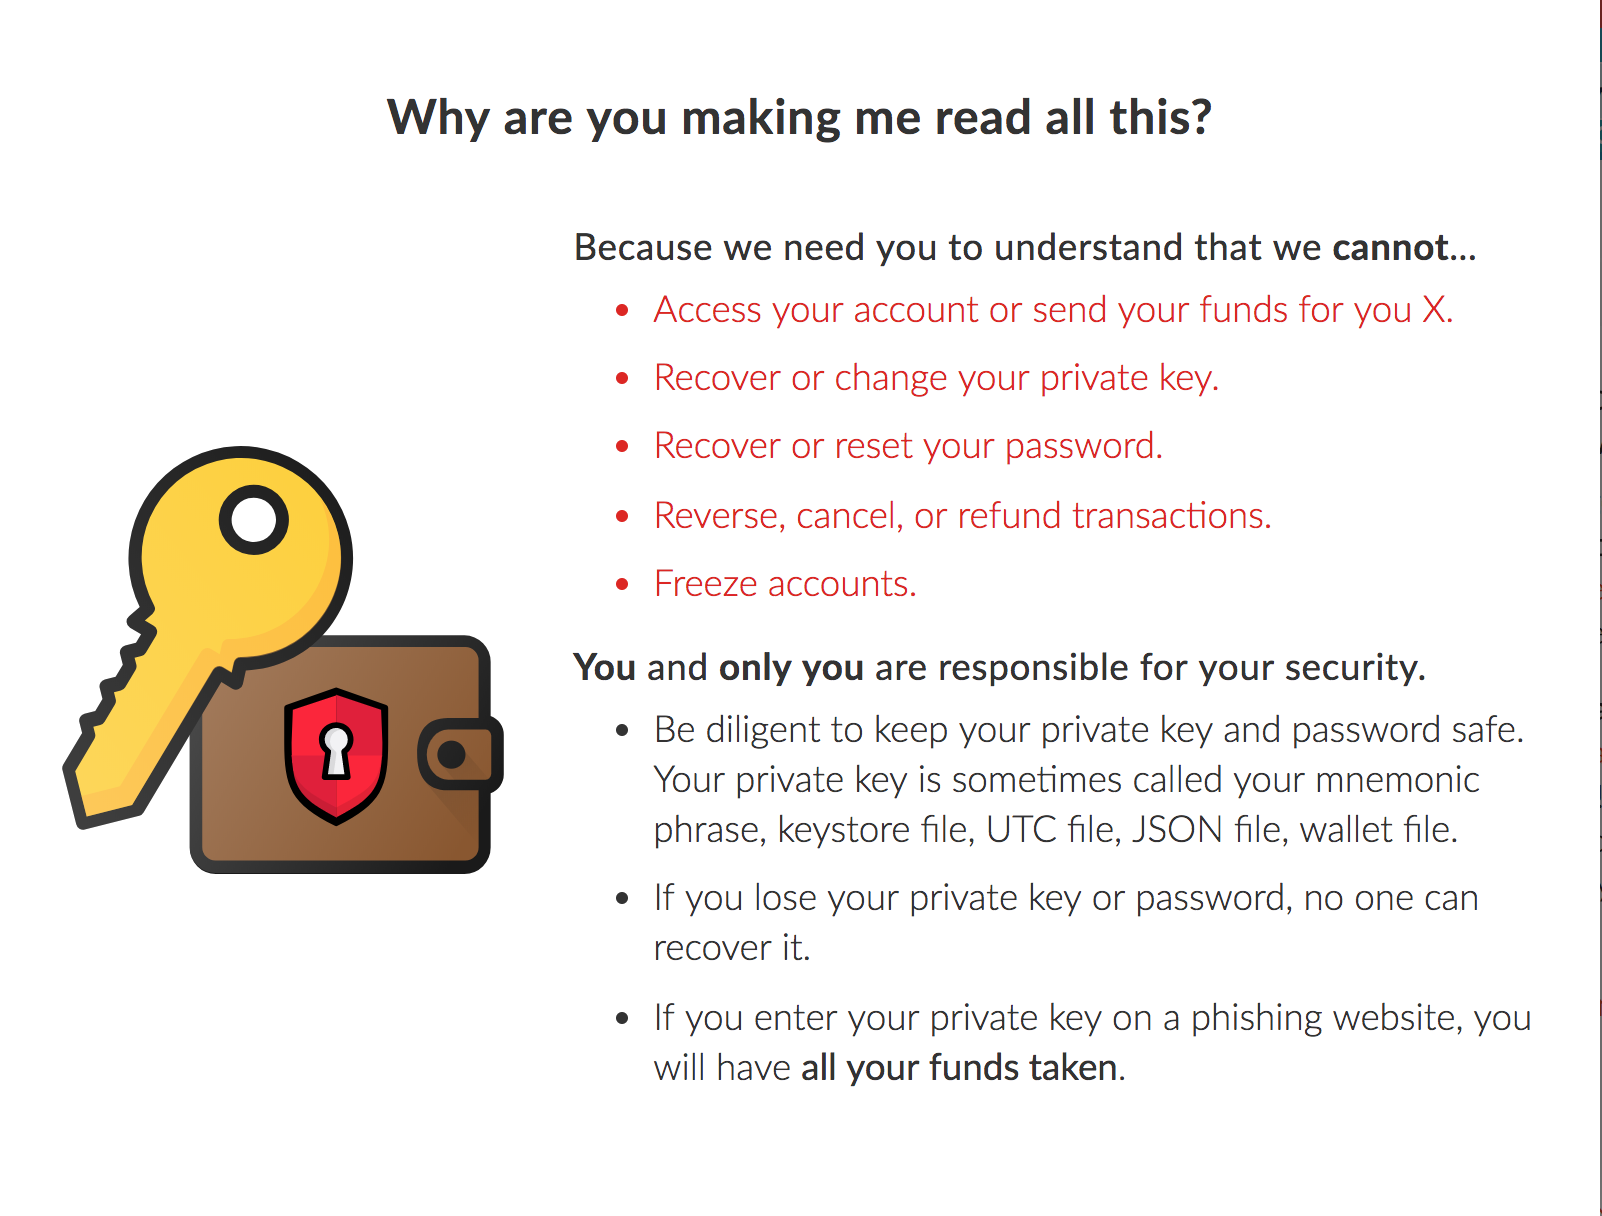 Why are you making me read all this?
Because we need you to understand that we cannot...
• Access your account or send your funds for you X.
• Recover or change your private key.
• Recover or reset your password.
• Reverse, cancel, or refund transactions.
• Freeze accounts.
You and only you are responsible for your security.
• Be diligent to keep your private key and password safe.
Your private key is sometimes called your mnemonic
phrase, keystore file, UTC file, JSON file, wallet file.
• If you lose your private key or password, no one can
recover it.
• If you enter your private key on a phishing website, you
will have all your funds taken.